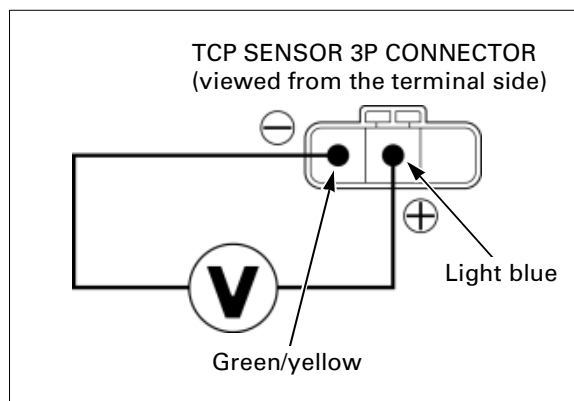 TCP SENSOR 3P CONNECTOR
(viewed from the terminal side)
Light blue
V
Green/yellow